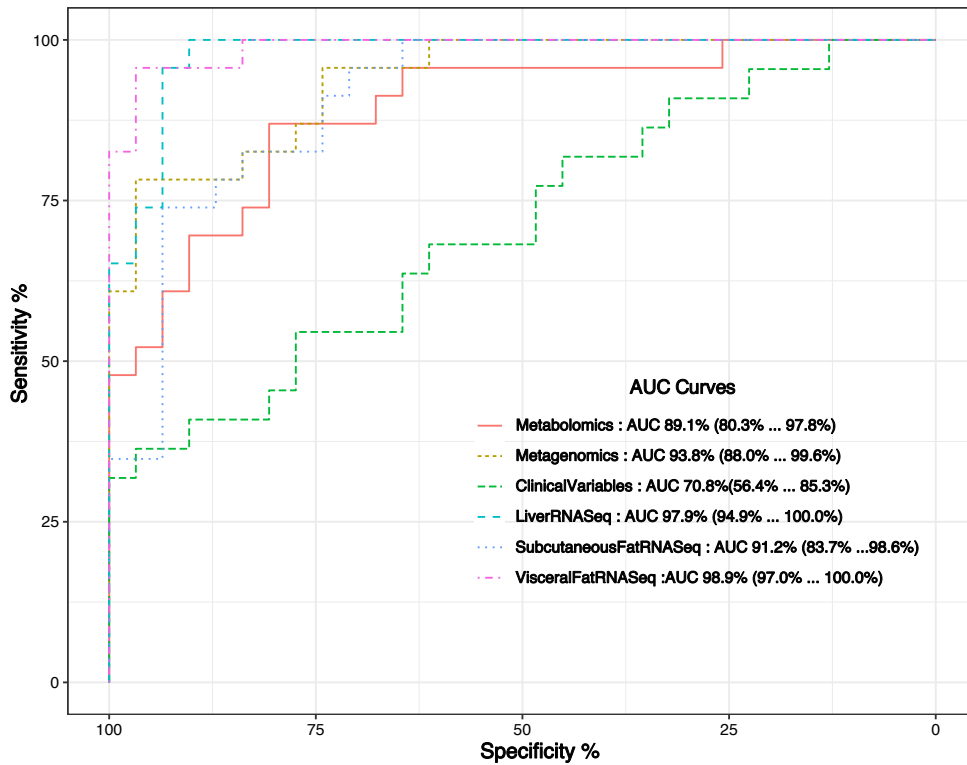 100
75
50
25
0
Sensitivity %
AUC Curves
Metabolomics : AUC 89.1% (80.3% ... 97.8%)
Metagenomics : AUC 93.8% (88.0% ... 99.6%)
ClinicalVariables : AUC 70.8%(56.4% ... 85.3%)
LiverRNASeq : AUC 97.9% (94.9% ... 100.0%)
SubcutaneousFatRNASeq : AUC 91.2% (83.7% ...98.6%)
VisceralFatRNASeq :AUC 98.9% (97.0% ... 100.0%)
100 75 50 25 0
Specificity %